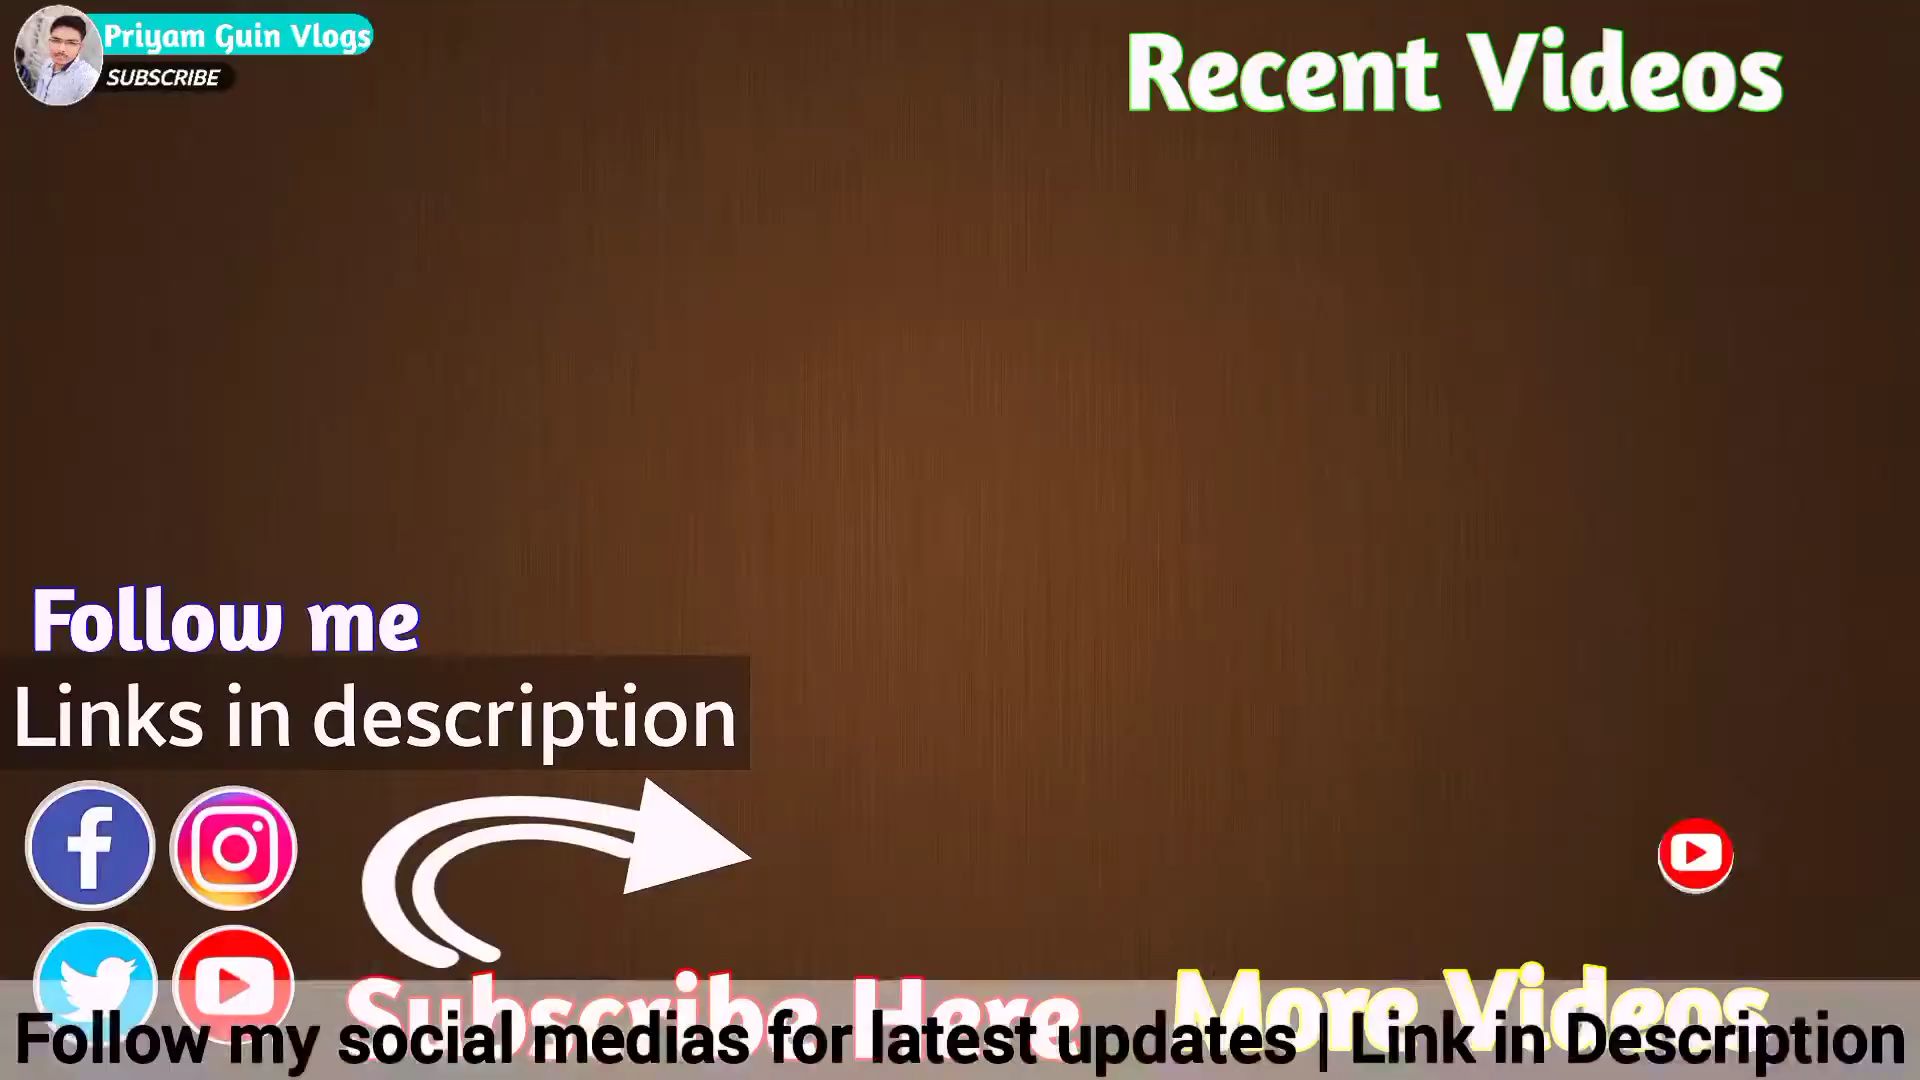 Priyam Guin Vlogs
SUBSCRIBE
Recent Videos
Follow me
Links in description
Subscribe Here
More Videos
Follow my social medias for latest updates | Link in Description